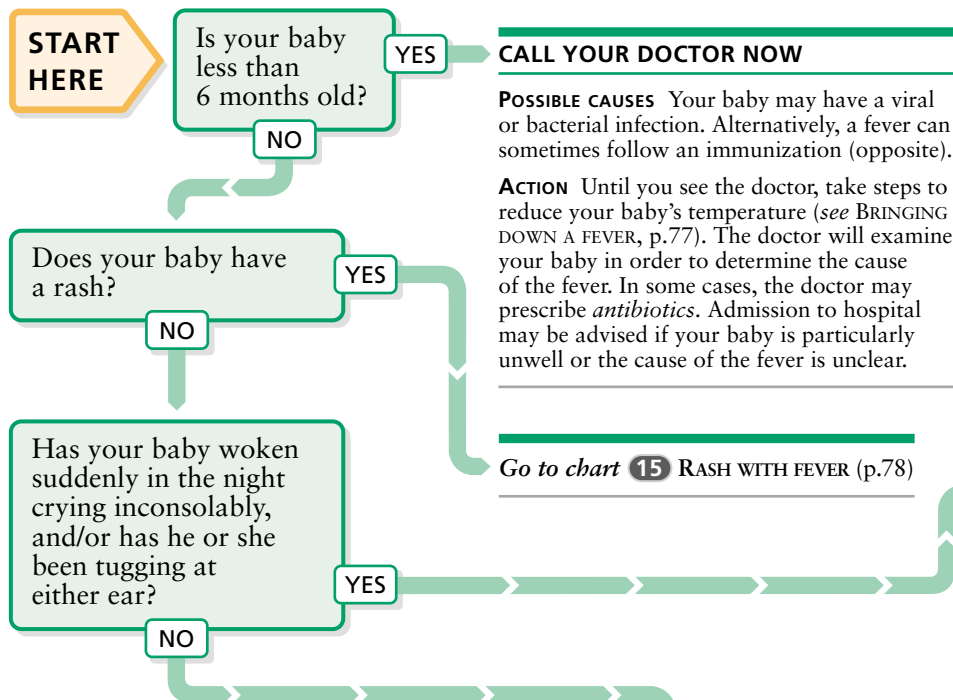 START
HERE
Is your baby
less than
6 months old?
YES
NO
CALL YOUR DOCTOR NOW
POSSIBLE CAUSES Your baby may have a viral
or bacterial infection. Alternatively, a fever can
sometimes follow an immunization (opposite).
ACTION Until you see the doctor, take steps to
reduce your baby's temperature (see BRINGING
DOWN A FEVER, p.77). The doctor will examine
your baby in order to determine the cause
of the fever. In some cases, the doctor may
prescribe antibiotics. Admission to hospital
may be advised if your baby is particularly
unwell or the cause of the fever is unclear.
Does your baby have
a rash?
YES
NO
Go to chart 15 RASH WITH FEVER (p.78)
Has your baby woken
suddenly in the night
crying inconsolably,
and/or has he or she
been tugging at
either ear?
YES
NO